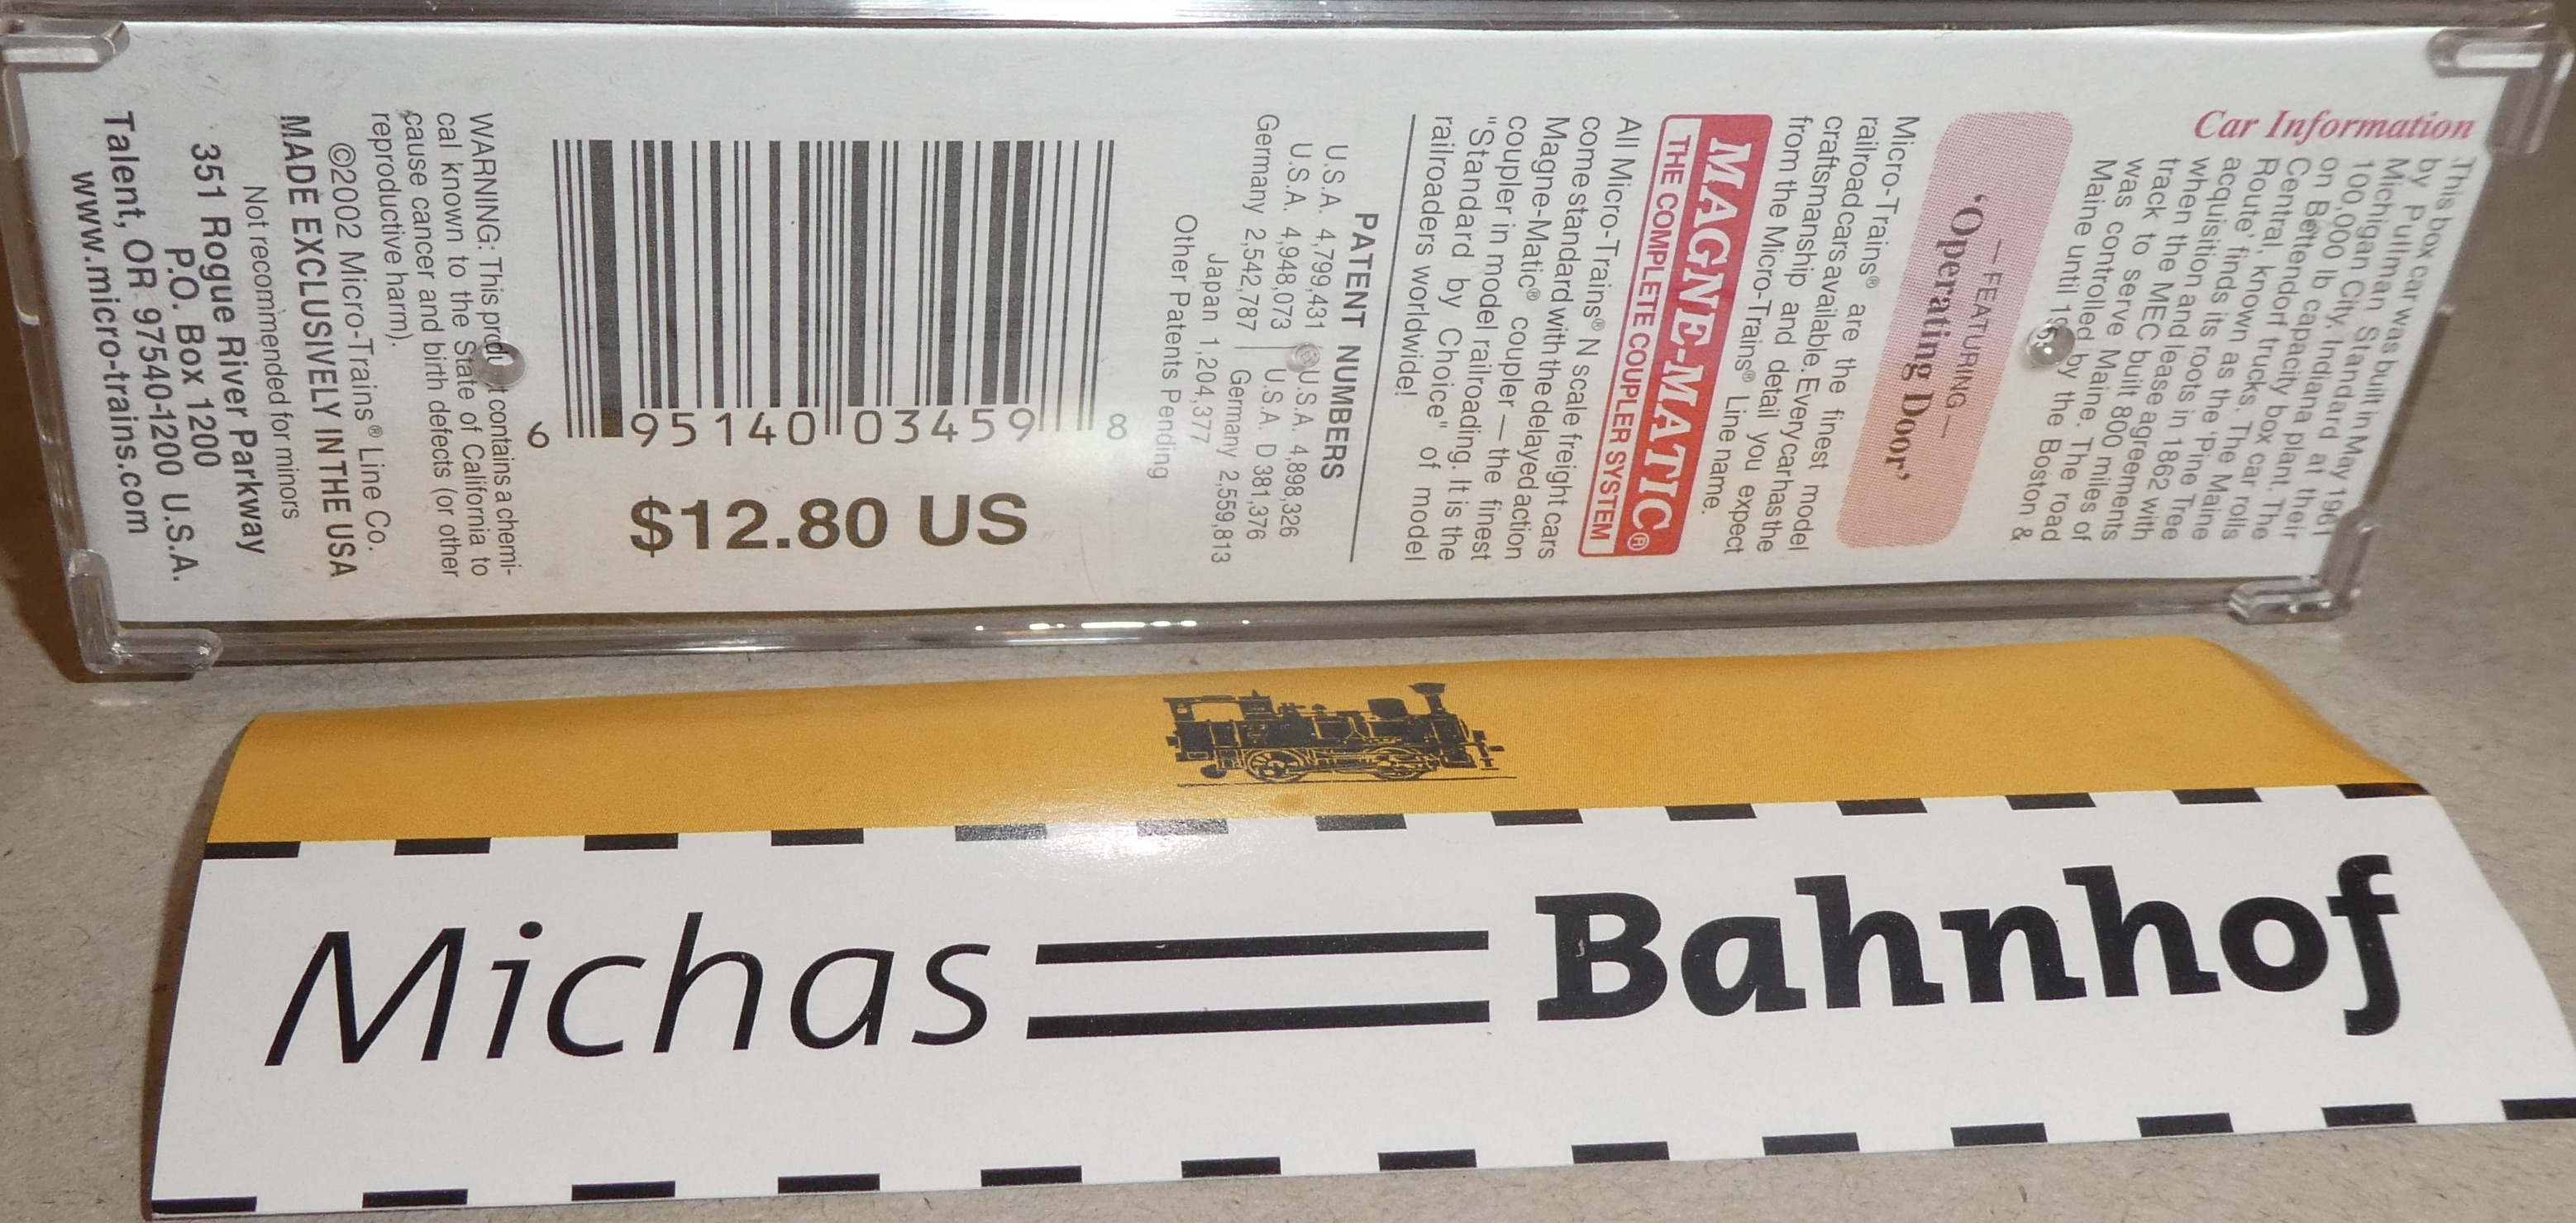 Car Information
This box car was built in May 1961
by Pullman Standard at their
Michigan City, Indiana plant. The
100,000 lb capacity box car rolls
on Bettendorf trucks. The Maine
Central, known as the 'Pine Tree
Route' finds its roots in 1862 with
acquisition and lease agreements
when the MEC built 800 miles of
track to serve Maine. The road
was controlled by the Boston &
Maine until
— FEATURING —
'Operating Door'
Micro-Trains® are the finest model
railroad cars available. Every car has the
craftsmanship and detail you expect
from the Micro-Trains® Line name.
MAGNE-MATIC®
THE COMPLETE COUPLER SYSTEM
All Micro-Trains® N scale freight cars
come standard with the delayed action
Magne-Matic® coupler — the finest
coupler in model railroading. It is the
"Standard by Choice" of model
railroaders worldwide!
PATENT NUMBERS
U.S.A. 4,799,431 U.S.A. 4,898,326
U.S.A. 4,948,073 | U.S.A. D 381,376
Germany 2,542,787 | Germany 2,559,813
Japan 1,204,377
Other Patents Pending
6 95140 03459 8
$12.80 US
WARNING: This product contains a chemi-
cal known to the State of California to
cause cancer and birth defects (or other
reproductive harm).
©2002 Micro-Trains® Line Co.
MADE EXCLUSIVELY IN THE USA
Not recommended for minors
351 Rogue River Parkway
P.O. Box 1200
Talent, OR 97540-1200 U.S.A.
www.micro-trains.com
Michas Bahnhof